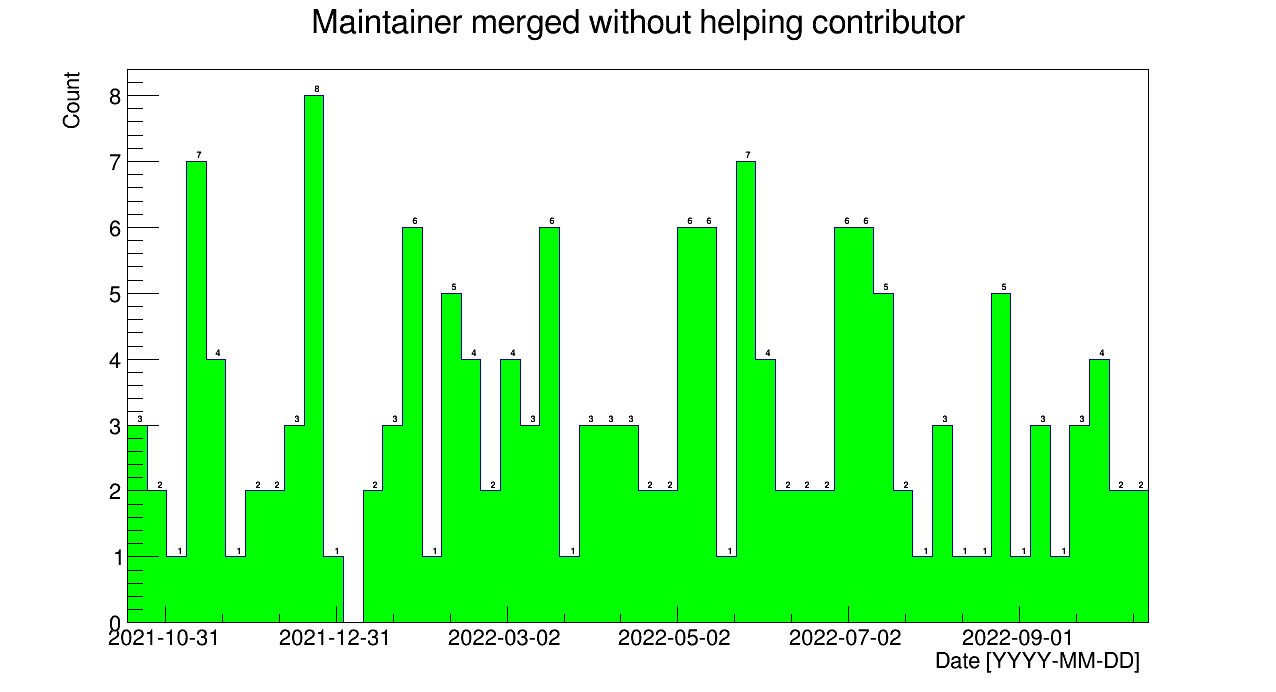 Maintainer merged without helping contributor
Count
8
7
6
5
4
3
2
1
0
3 2 1 7 4 1 2 2 3 8 1 2 3 6 1 5 4 2 4 3 6 1 3 3 3 2 2 6 6 1 7 4 2 2 2 6 6 5 2 1 3 1 1 5 1 3 1 3 4 2 2
2021-10-31 2021-12-31 2022-03-02 2022-05-02 2022-07-02 2022-09-01
Date [YYYY-MM-DD]